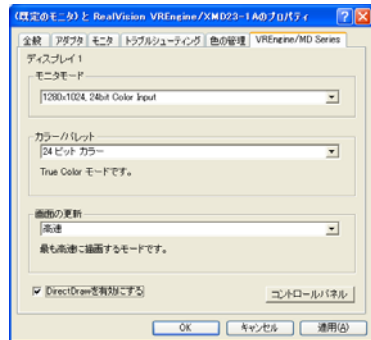 (既定のモニタ) と RealVision VREngine/XMD23-1Aのプロパティ
全般 アダプタ モニタ トラブルシューティング 色の管理 VREngine/MD Series
ディスプレイ 1
モニタモード
1280x1024, 24bit Color Input
カラーパレット
24 ビット カラー
True Color モードです。
画面の更新
高速
最も高速に描画するモードです。
DirectDrawを有効にする
コントロールパネル
OK キャンセル 適用(A)